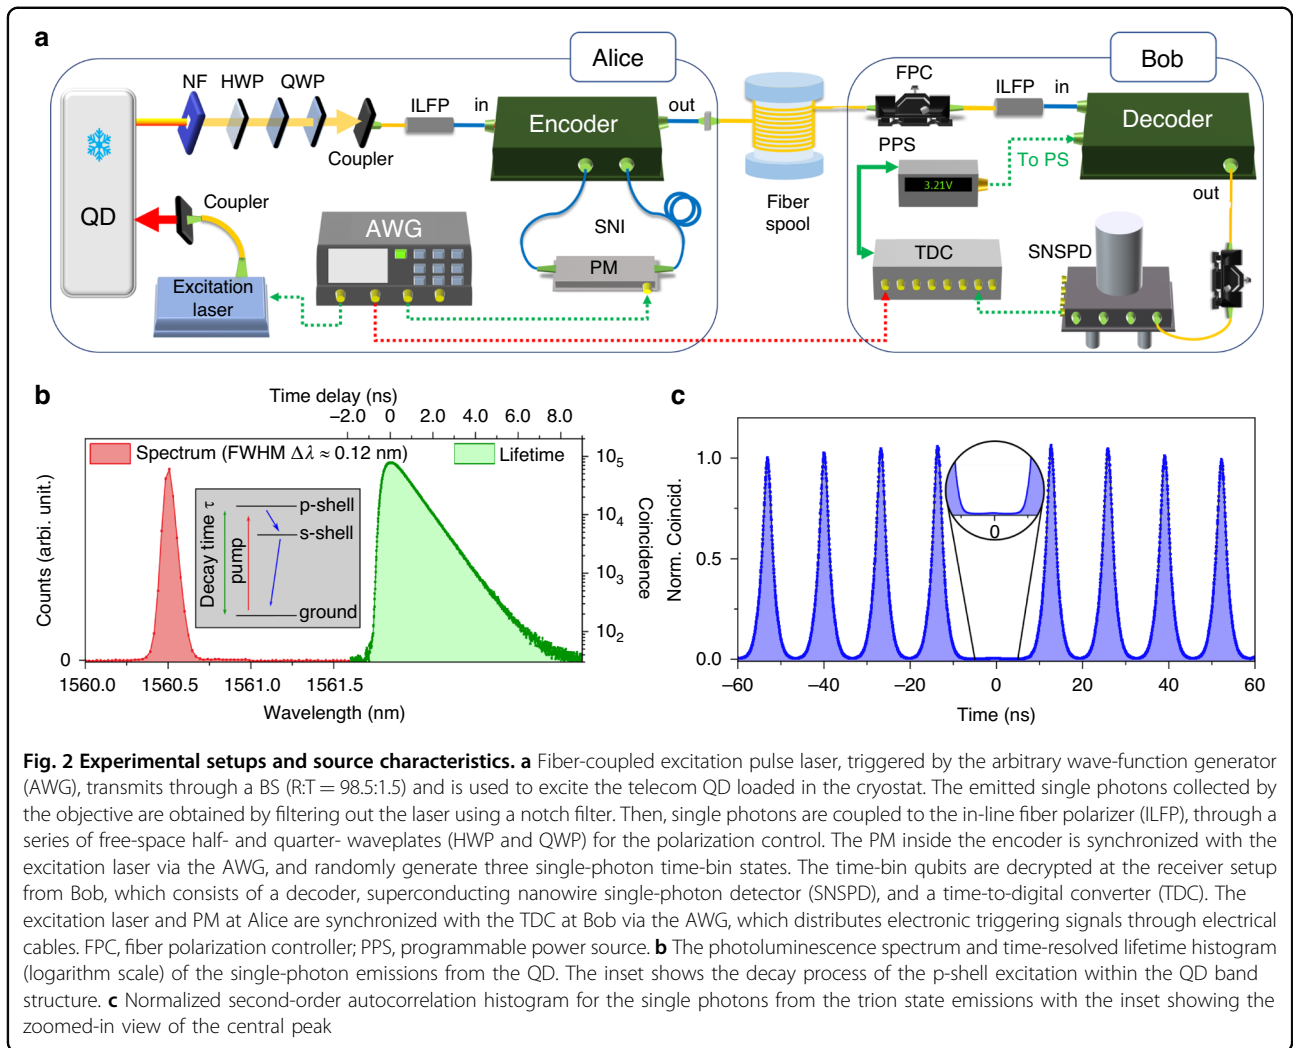 a
Alice
Bob
NF HWP QWP
ILFP in
out
Encoder
Coupler
FPC
ILFP in
Decoder
PPS
3.21V
To PS
out
Fiber
spool
QD
Coupler
AWG
SNI
PM
TDC
SNSPD
Excitation
laser
b
Time delay (ns)
−2.0 0 2.0 4.0 6.0 8.0
Spectrum (FWHM Δλ ≈ 0.12 nm)
Lifetime
10⁵
10⁴
10³
10²
Coincidence
Counts (arbi. unit.)
0
Decay time τ
pump
p-shell
s-shell
ground
1560.0 1560.5 1561.0 1561.5
Wavelength (nm)
c
Norm. Coincid.
1.0
0.5
0.0
0
−60 −40 −20 0 20 40 60
Time (ns)
Fig. 2 Experimental setups and source characteristics. a Fiber-coupled excitation pulse laser, triggered by the arbitrary wave-function generator
(AWG), transmits through a BS (R:T = 98.5:1.5) and is used to excite the telecom QD loaded in the cryostat. The emitted single photons collected by
the objective are obtained by filtering out the laser using a notch filter. Then, single photons are coupled to the in-line fiber polarizer (ILFP), through a
series of free-space half- and quarter- waveplates (HWP and QWP) for the polarization control. The PM inside the encoder is synchronized with the
excitation laser via the AWG, and randomly generate three single-photon time-bin states. The time-bin qubits are decrypted at the receiver setup
from Bob, which consists of a decoder, superconducting nanowire single-photon detector (SNSPD), and a time-to-digital converter (TDC). The
excitation laser and PM at Alice are synchronized with the TDC at Bob via the AWG, which distributes electronic triggering signals through electrical
cables. FPC, fiber polarization controller; PPS, programmable power source. b The photoluminescence spectrum and time-resolved lifetime histogram
(logarithm scale) of the single-photon emissions from the QD. The inset shows the decay process of the p-shell excitation within the QD band
structure. c Normalized second-order autocorrelation histogram for the single photons from the trion state emissions with the inset showing the
zoomed-in view of the central peak